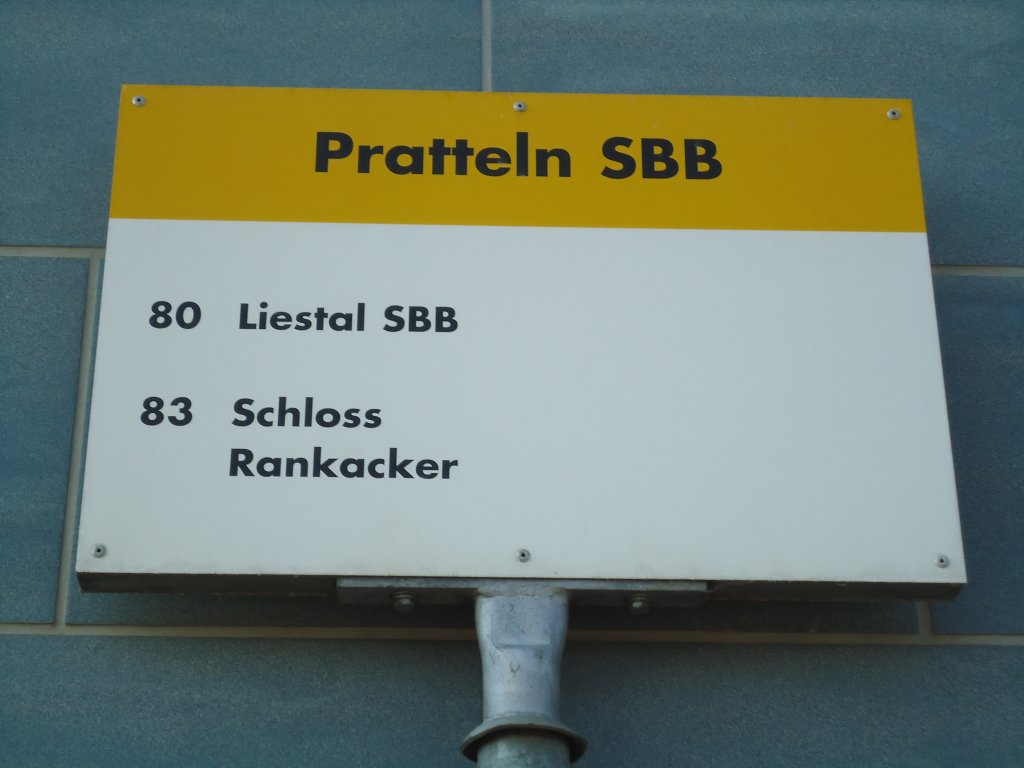 Pratteln SBB
80 Liestal SBB
83 Schloss
Rankacker